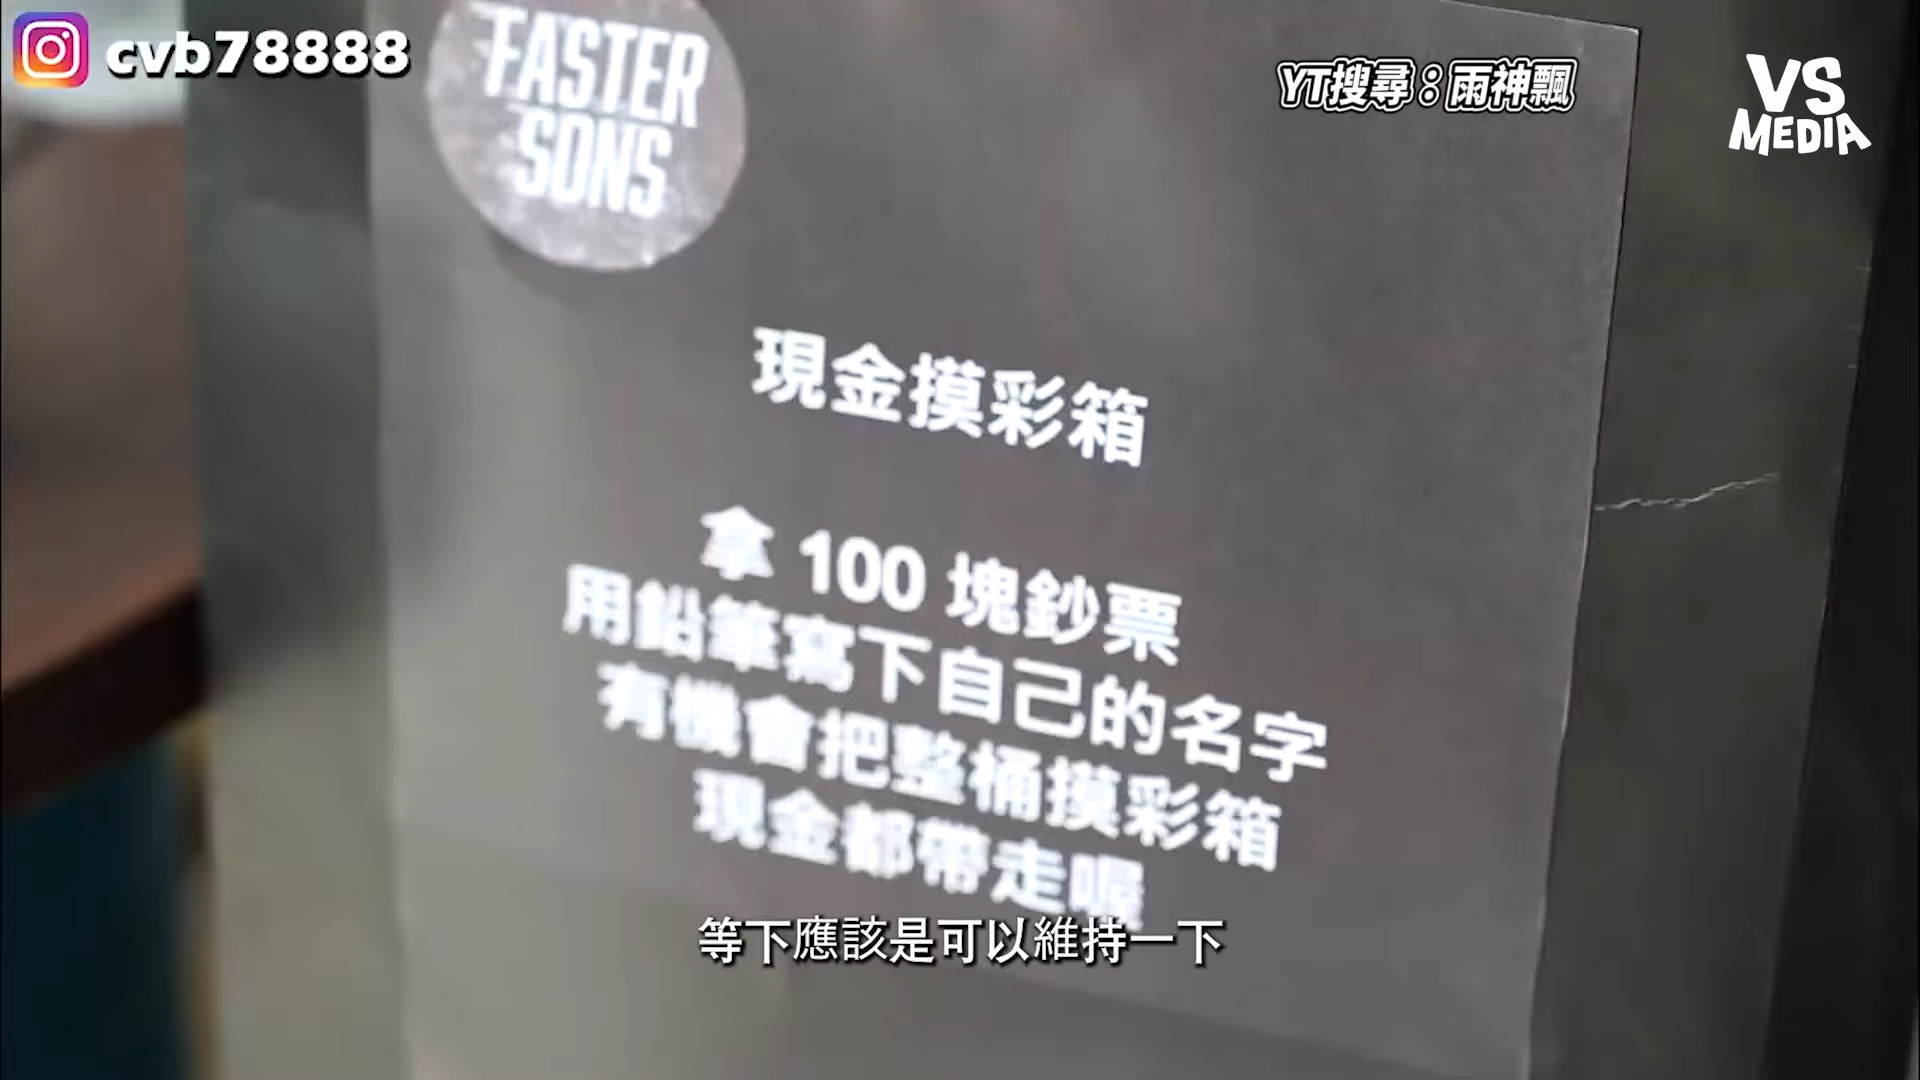 cvb78888
YT搜尋：雨神飄
VS
MEDIA
FASTER
SONS
現金摸彩箱
拿 100 塊鈔票
用鉛筆寫下自己的名字
有機會把整桶摸彩箱
現金都帶走喔
等下應該是可以維持一下